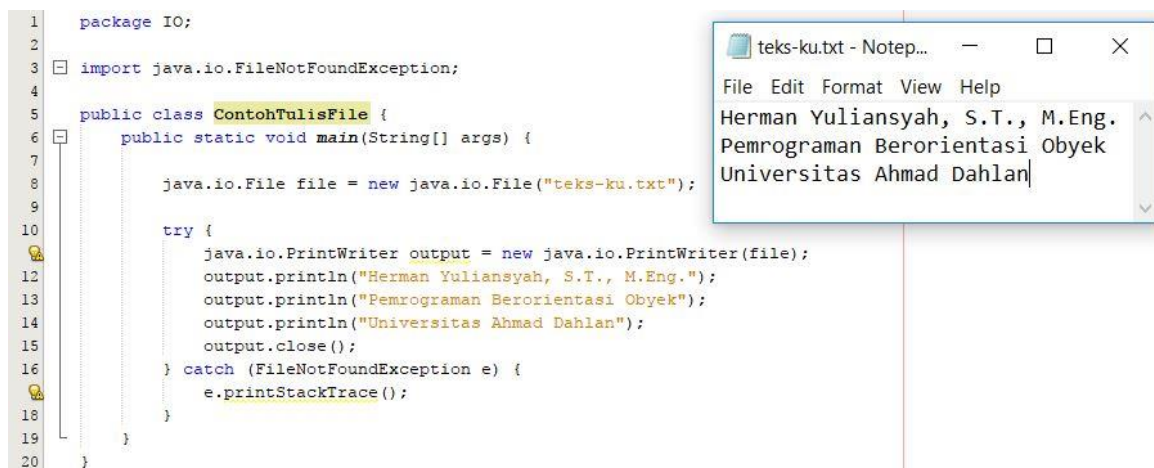 1 package IO;
2
3 import java.io.FileNotFoundException;
4
5 public class ContohTulisFile {
6 public static void main(String[] args) {
7
8 java.io.File file = new java.io.File("teks-ku.txt");
9
10 try {
java.io.PrintWriter output = new java.io.PrintWriter(file);
12 output.println("Herman Yuliansyah, S.T., M.Eng.");
13 output.println("Pemrograman Berorientasi Obyek");
14 output.println("Universitas Ahmad Dahlan");
15 output.close();
16 } catch (FileNotFoundException e) {
e.printStackTrace();
18 }
19 }
20 }
teks-ku.txt - Notep...
File Edit Format View Help
Herman Yuliansyah, S.T., M.Eng.
Pemrograman Berorientasi Obyek
Universitas Ahmad Dahlan